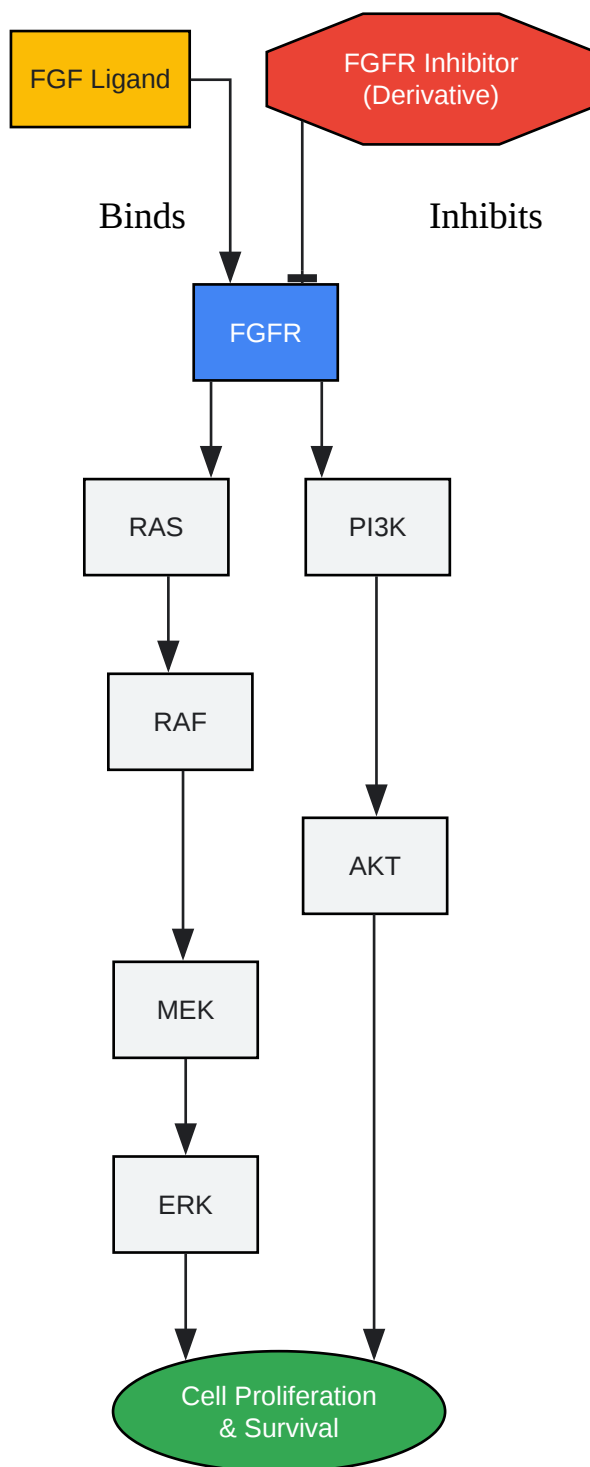 FGF Ligand
FGFR Inhibitor
(Derivative)
Binds
Inhibits
FGFR
RAS
PI3K
RAF
AKT
MEK
ERK
Cell Proliferation
& Survival